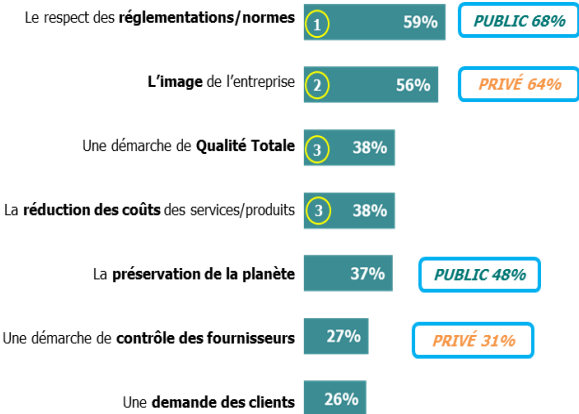 Le respect des réglementations/normes 1 59% PUBLIC 68%
L’image de l’entreprise 2 56% PRIVÉ 64%
Une démarche de Qualité Totale 3 38%
La réduction des coûts des services/produits 3 38%
La préservation de la planète 37% PUBLIC 48%
Une démarche de contrôle des fournisseurs 27% PRIVÉ 31%
Une demande des clients 26%